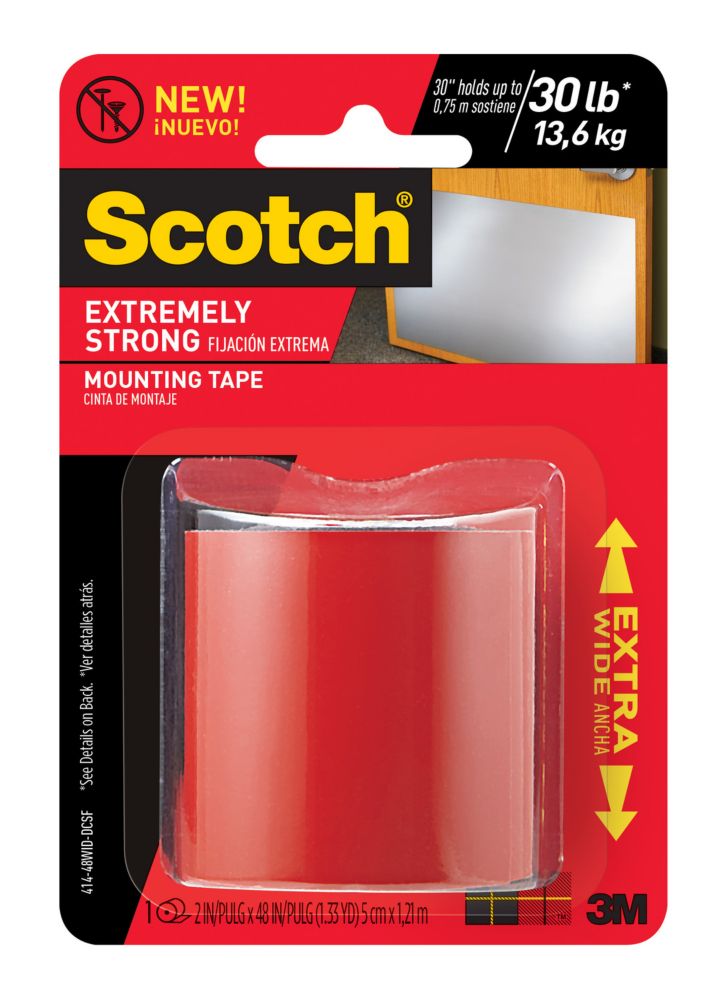 NEW!
¡NUEVO!
30" holds up to
0,75 m sostiene
30 lb*
13,6 kg
Scotch®
EXTREMELY
STRONG FIJACIÓN EXTREMA
MOUNTING TAPE
CINTA DE MONTAJE
EXTRA
WIDE ANCHA
414-48WID-DCSF *See Details on Back. *Ver detalles atrás.
1 2 IN/PULG x 48 IN/PULG (1.33 YD) 5 cm x 1,21 m
TM
3M